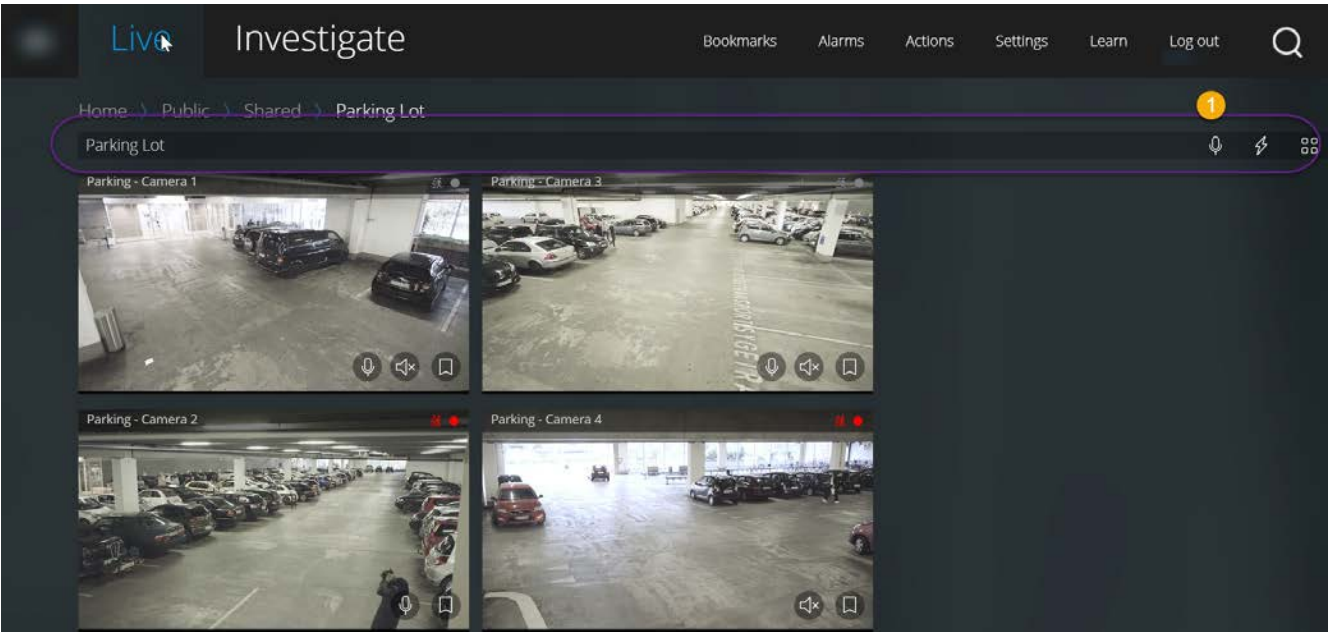 Live Investigate Bookmarks Alarms Actions Settings Learn Log out
Home > Public > Shared > Parking Lot
1
Parking Lot
Parking - Camera 1 Parking - Camera 3
Parking - Camera 2 Parking - Camera 4